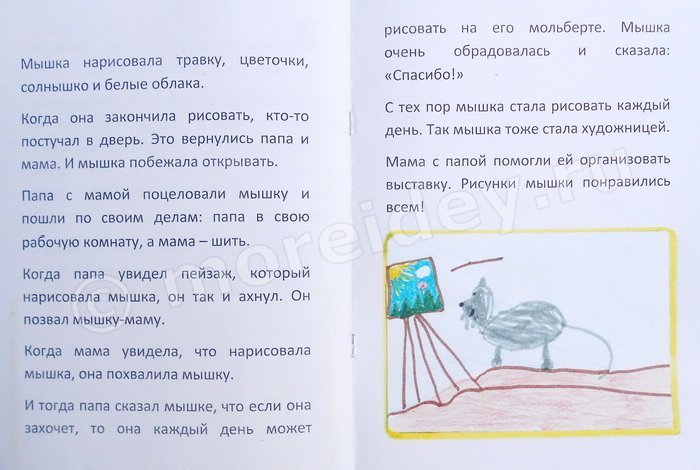 Мышка нарисовала травку, цветочки,
солнышко и белые облака.
Когда она закончила рисовать, кто-то
постучал в дверь. Это вернулись папа и
мама. И мышка побежала открывать.
Папа с мамой поцеловали мышку и
пошли по своим делам: папа в свою
рабочую комнату, а мама – шить.
Когда папа увидел пейзаж, который
нарисовала мышка, он так и ахнул. Он
позвал мышку-маму.
Когда мама увидела, что нарисовала
мышка, она похвалила мышку.
И тогда папа сказал мышке, что если она
захочет, то она каждый день может
рисовать на его мольберте. Мышка
очень обрадовалась и сказала:
«Спасибо!»
С тех пор мышка стала рисовать каждый
день. Так мышка тоже стала художницей.
Мама с папой помогли ей организовать
выставку. Рисунки мышки понравились
всем!
© moreidey.ru